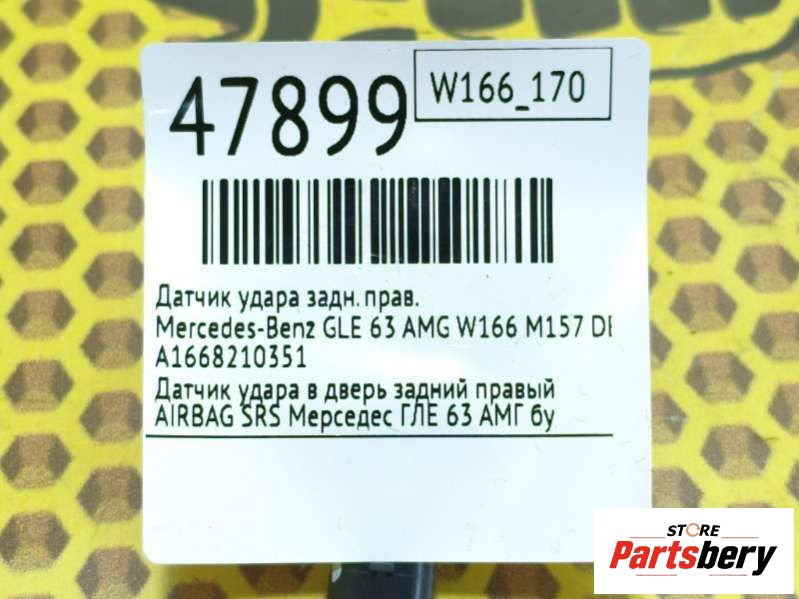 47899
W166_170
Датчик удара задн. прав.
Mercedes-Benz GLE 63 AMG W166 M157 DE
A1668210351
Датчик удара в дверь задний правый
AIRBAG SRS Мерседес ГЛЕ 63 АМГ бу
STORE
Partsbery